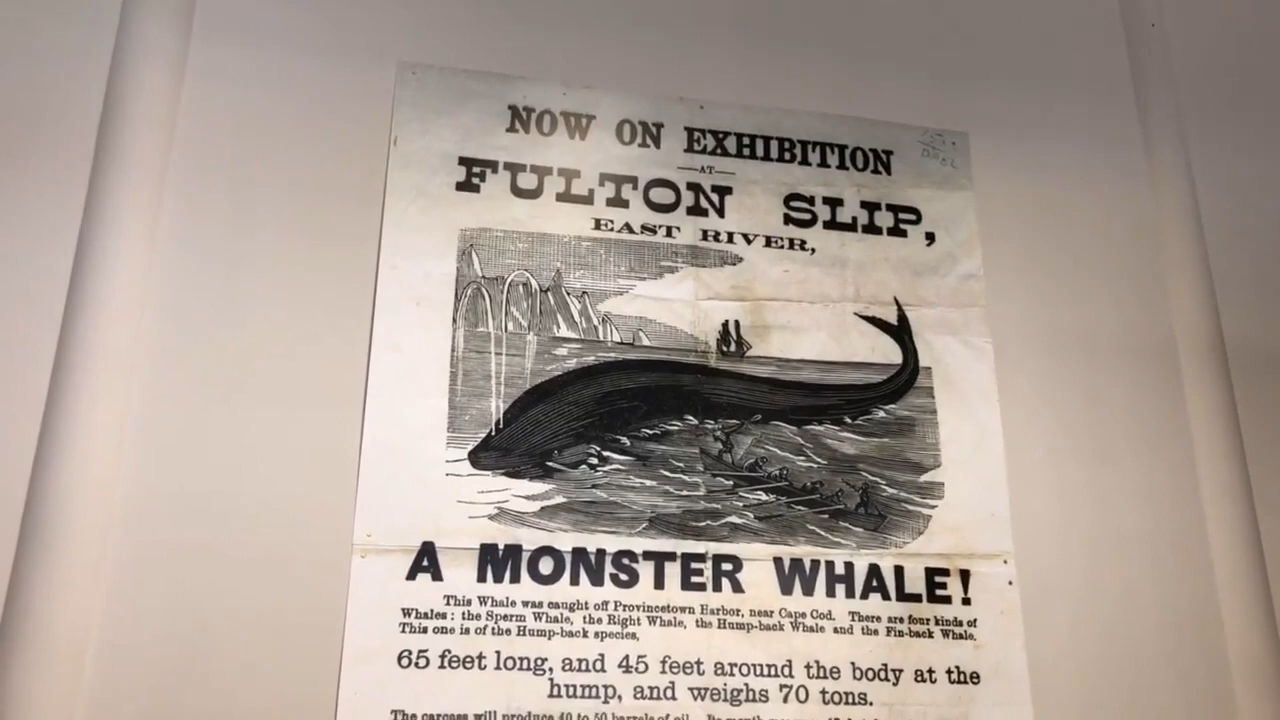 NOW ON EXHIBITION
—AT—
FULTON SLIP,
EAST RIVER,
A MONSTER WHALE!
This Whale was caught off Provincetown Harbor, near Cape Cod. There are four kinds of
Whales: the Sperm Whale, the Right Whale, the Hump-back Whale and the Fin-back Whale.
This one is of the Hump-back species,
65 feet long, and 45 feet around the body at the
hump, and weighs 70 tons.
The carcass will produce 40 to 50 barrels of oil. Its mouth